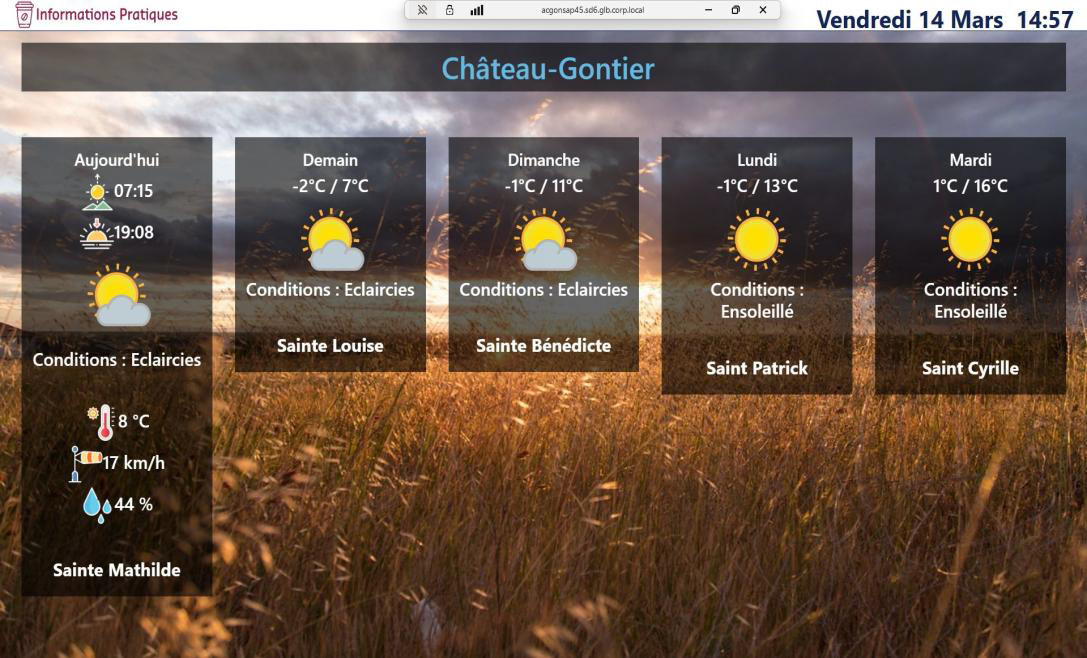 Informations Pratiques
acgonsap45.sd6.glb.corp.local
Vendredi 14 Mars 14:57
Château-Gontier
Aujourd'hui
07:15
19:08
Conditions : Eclaircies
8 °C
17 km/h
44 %
Sainte Mathilde
Demain
-2°C / 7°C
Conditions : Eclaircies
Sainte Louise
Dimanche
-1°C / 11°C
Conditions : Eclaircies
Sainte Bénédicte
Lundi
-1°C / 13°C
Conditions :
Ensoleillé
Saint Patrick
Mardi
1°C / 16°C
Conditions :
Ensoleillé
Saint Cyrille